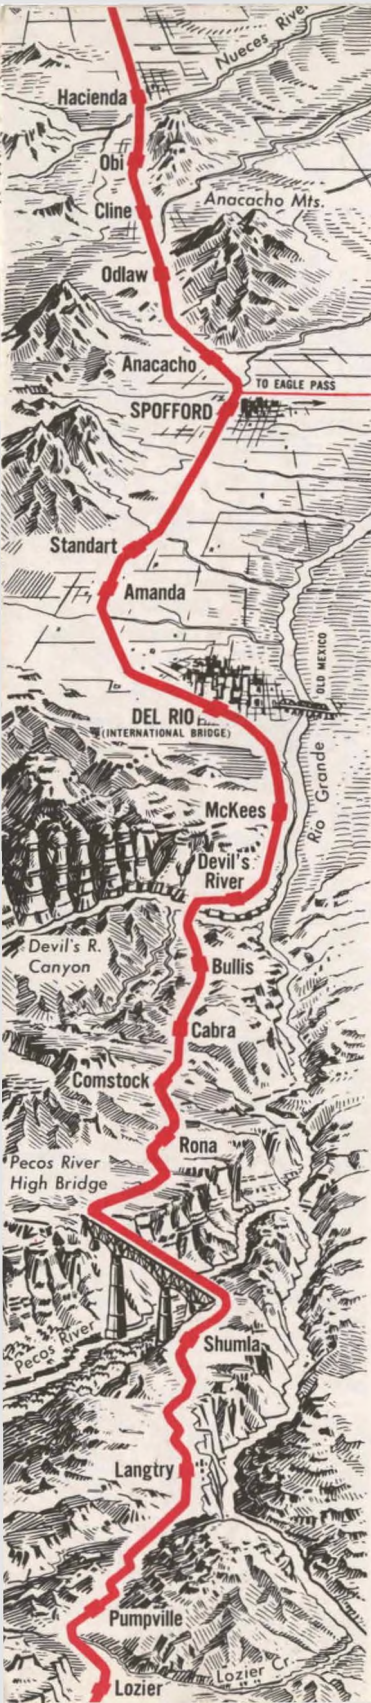 Nueces River
Hacienda
Obi
Cline
Anacacho Mts.
Odlaw
Anacacho
TO EAGLE PASS
SPOFFORD
Standart
Amanda
OLD MEXICO
DEL RIO
(INTERNATIONAL BRIDGE)
Rio Grande
McKees
Devil's
River
Devil's R.
Canyon
Bullis
Cabra
Comstock
Rona
Pecos River
High Bridge
Pecos River
Shumla
Langtry
Pumpville
Lozier Cr.
Lozier